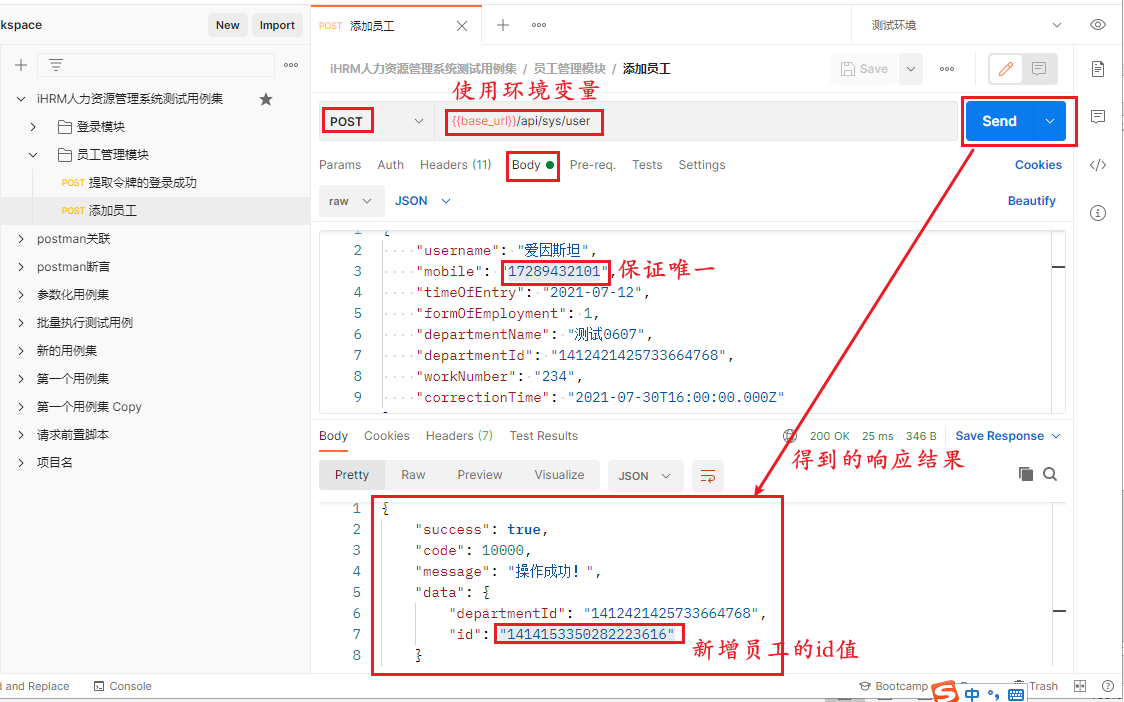 kspace
New
Import
POST 添加员工
测试环境
iHRM人力资源管理系统测试用例集 / 员工管理模块 / 添加员工
Save
使用环境变量
iHRM人力资源管理系统测试用例集
登录模块
员工管理模块
POST 提取令牌的登录成功
POST 添加员工
postman关联
postman断言
参数化用例集
批量执行测试用例
新的用例集
第一个用例集
第一个用例集 Copy
请求前置脚本
项目名
POST
{{base_url}}/api/sys/user
Send
Params Auth Headers (11) Body Pre-req. Tests Settings
Cookies
raw
JSON
Beautify
1 {
2 "username": "爱因斯坦",
3 "mobile": "17289432101",
保证唯一
4 "timeOfEntry": "2021-07-12",
5 "formOfEmployment": 1,
6 "departmentName": "测试0607",
7 "departmentId": "1412421425733664768",
8 "workNumber": "234",
9 "correctionTime": "2021-07-30T16:00:00.000Z"
Body Cookies Headers (7) Test Results
200 OK 25 ms 346 B Save Response
得到的响应结果
Pretty Raw Preview Visualize JSON
1 {
2 "success": true,
3 "code": 10000,
4 "message": "操作成功！",
5 "data": {
6 "departmentId": "1412421425733664768",
7 "id": "1414153350282223616"
新增员工的id值
8 }
d and Replace
Console
Bootcamp
Trash
中